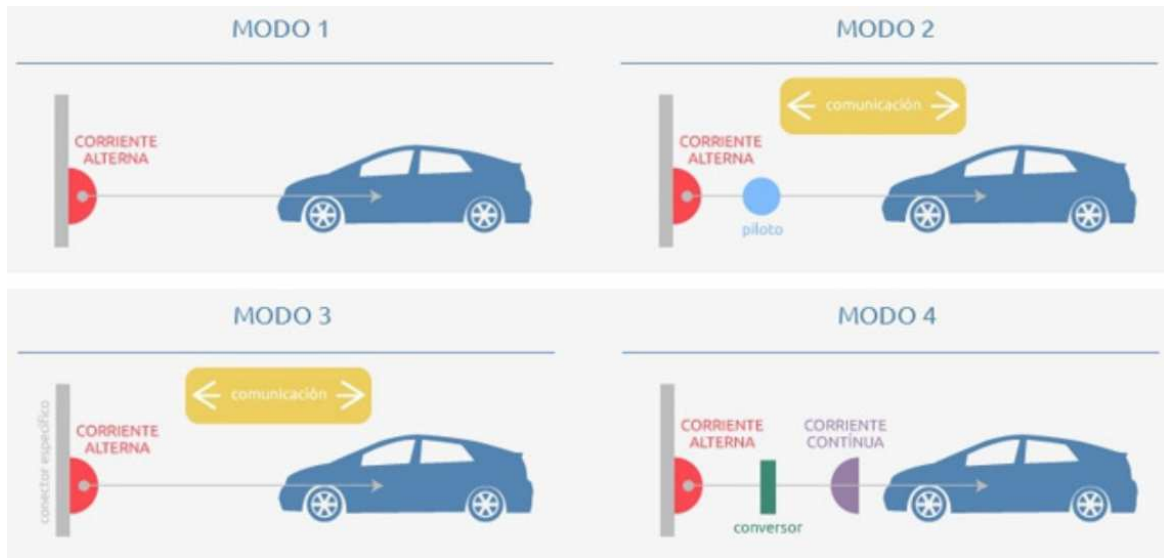 MODO 1
CORRIENTE
ALTERNA
MODO 2
comunicación
CORRIENTE
ALTERNA
piloto
MODO 3
comunicación
conector específico
CORRIENTE
ALTERNA
MODO 4
CORRIENTE
ALTERNA
CORRIENTE
CONTÍNUA
conversor